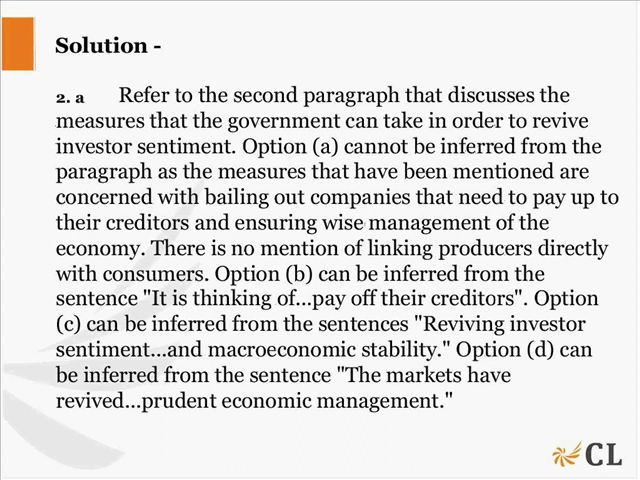 Solution -
2. a Refer to the second paragraph that discusses the
measures that the government can take in order to revive
investor sentiment. Option (a) cannot be inferred from the
paragraph as the measures that have been mentioned are
concerned with bailing out companies that need to pay up to
their creditors and ensuring wise management of the
economy. There is no mention of linking producers directly
with consumers. Option (b) can be inferred from the
sentence "It is thinking of...pay off their creditors". Option
(c) can be inferred from the sentences "Reviving investor
sentiment...and macroeconomic stability." Option (d) can
be inferred from the sentence "The markets have
revived...prudent economic management."
CL